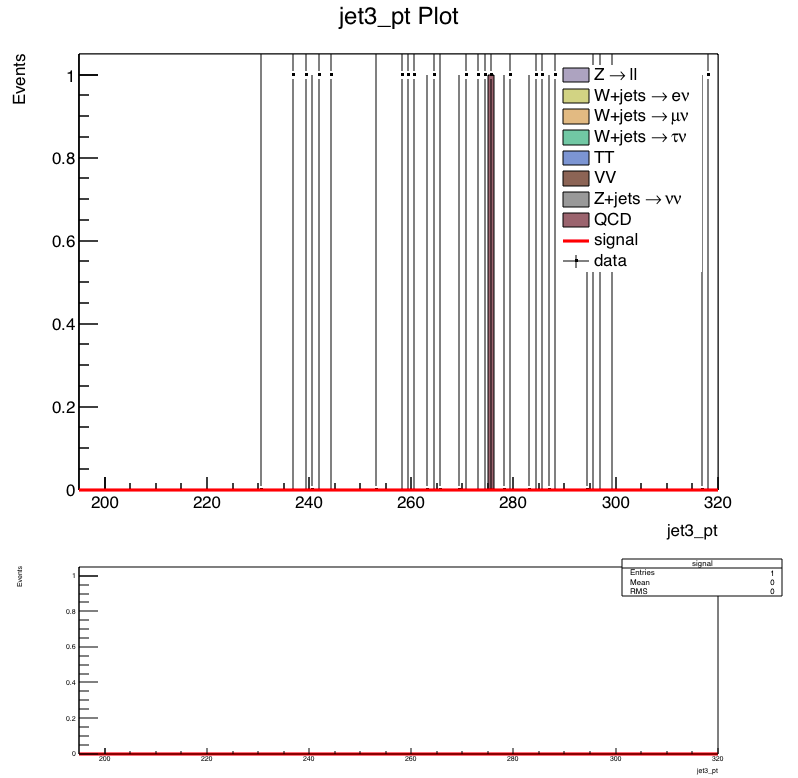 jet3_pt Plot
Events
1
0.8
0.6
0.4
0.2
0
Z → ll
W+jets → eν
W+jets → μν
W+jets → τν
TT
VV
Z+jets → νν
QCD
signal
data
200 220 240 260 280 300 320
jet3_pt
Events
signal
Entries 1
Mean 0
RMS 0
1
0.8
0.6
0.4
0.2
0
200 220 240 260 280 300 320
jet3_pt